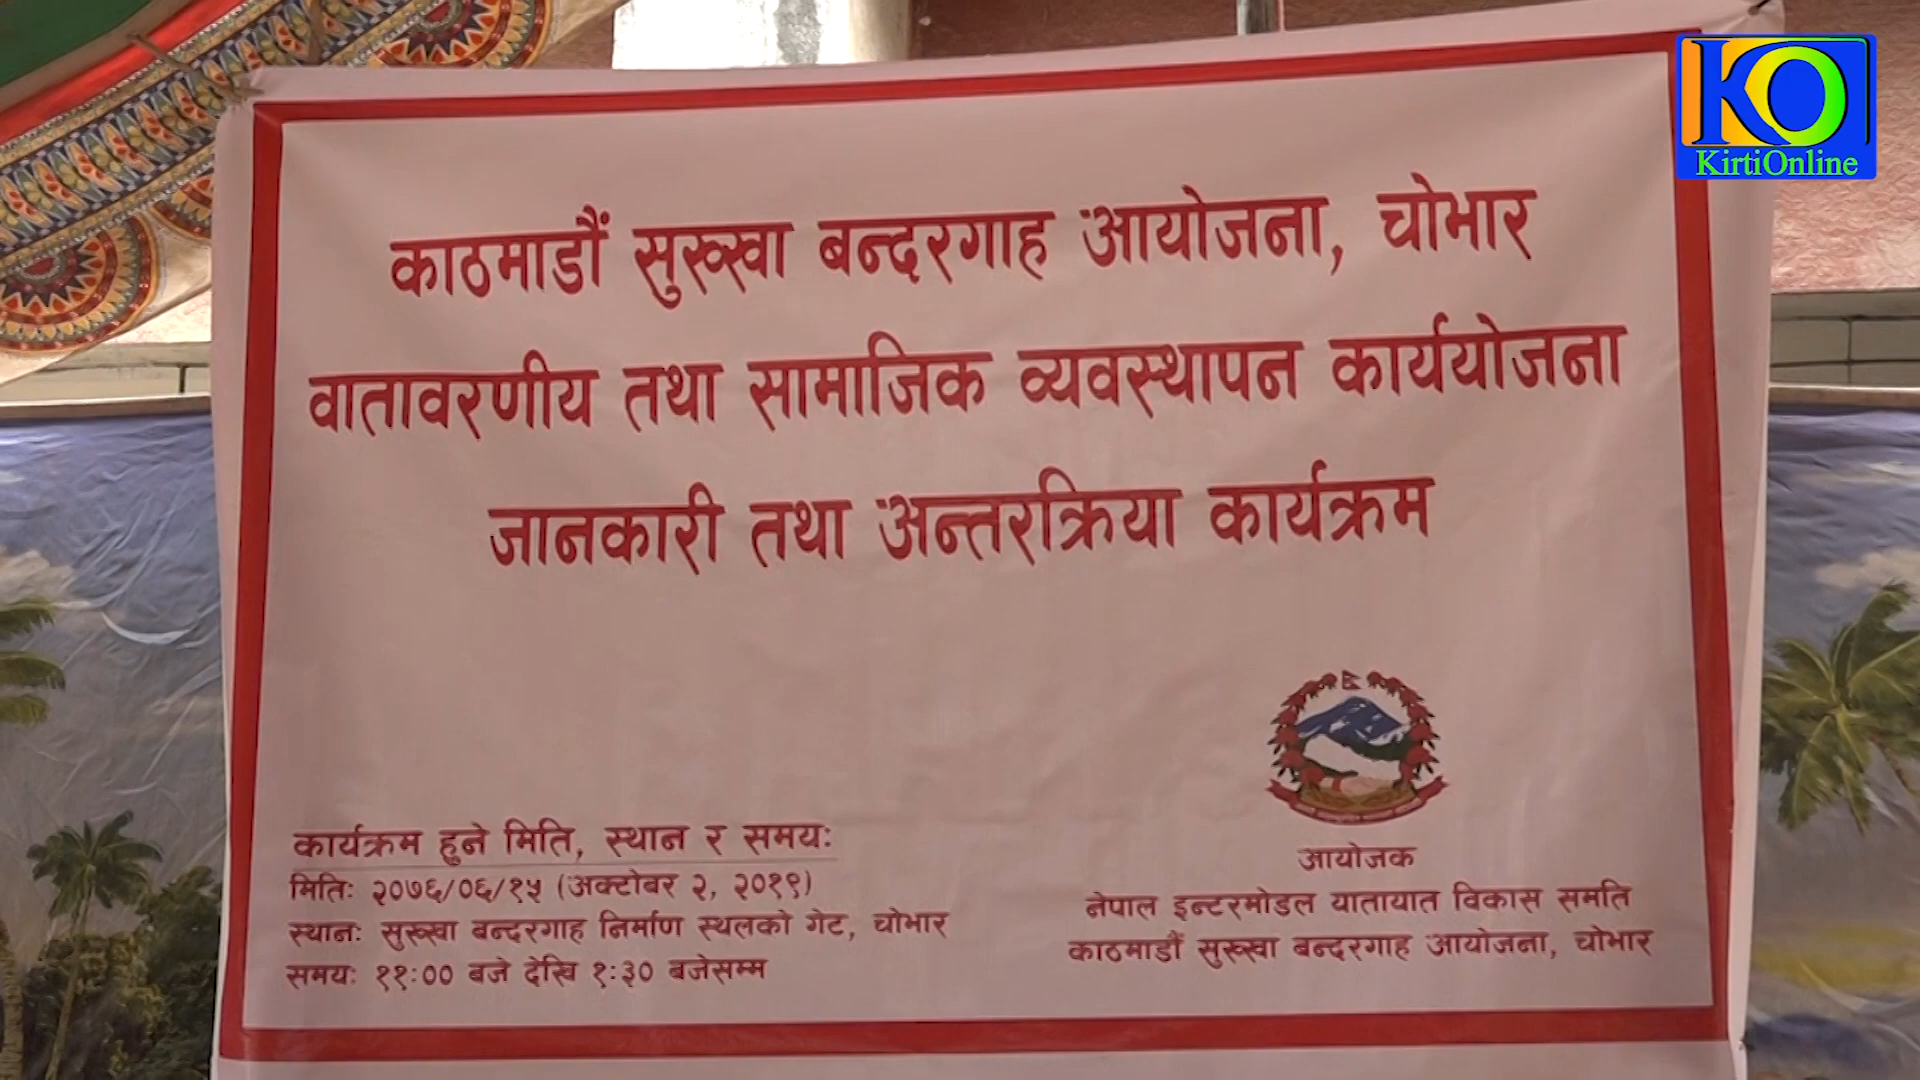 KO
KirtiOnline
काठमाडौं सुख्खा बन्दरगाह आयोजना, चोभार
वातावरणीय तथा सामाजिक व्यवस्थापन कार्ययोजना
जानकारी तथा अन्तरक्रिया कार्यक्रम
कार्यक्रम हुने मिति, स्थान र समयः
मितिः २०७६/०६/१५ (अक्टोबर २, २०१९)
स्थानः सुख्खा बन्दरगाह निर्माण स्थलको गेट, चोभार
समयः ११:०० बजे देखि १:३० बजेसम्म
आयोजक
नेपाल इन्टरमोडल यातायात विकास समति
काठमाडौं सुख्खा बन्दरगाह आयोजना, चोभार